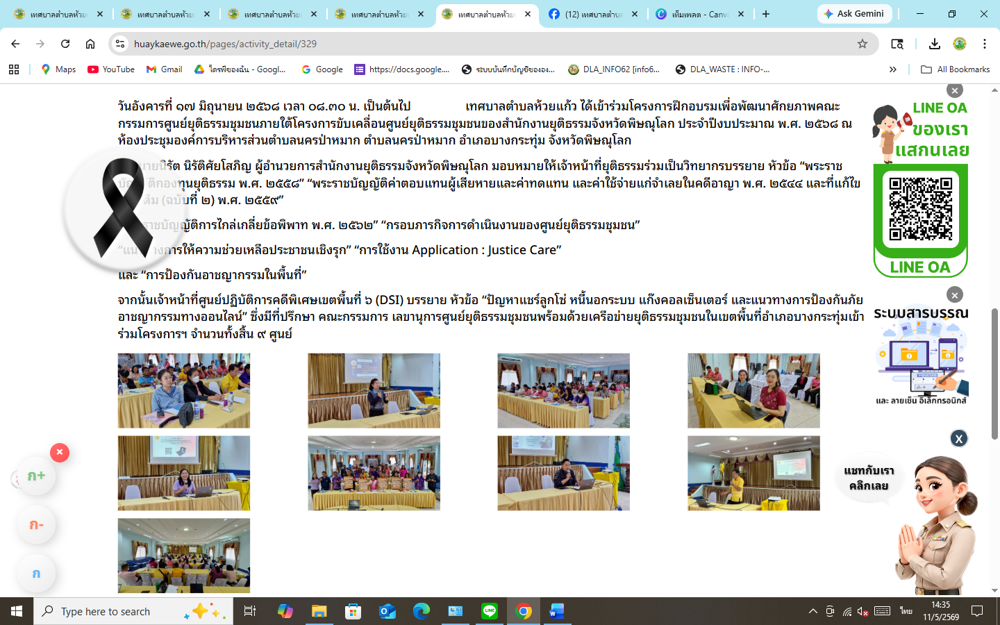 เทศบาลตำบลห้วย
เทศบาลตำบลห้วย
เทศบาลตำบลห้วย
เทศบาลตำบลห้วย
เทศบาลตำบลห้วย
(12) เทศบาลตำบล
เท็มเพลต - Canv
Ask Gemini
huaykaewe.go.th/pages/activity_detail/329
Maps
YouTube
Gmail
ไดรฟ์ของฉัน - Googl...
Google
https://docs.google....
ระบบบันทึกบัญชีขององ...
DLA_INFO62 [info6...
DLA_WASTE : INFO-...
All Bookmarks
วันอังคารที่ ๑๗ มิถุนายน ๒๕๖๘ เวลา ๐๘.๓๐ น. เป็นต้นไป เทศบาลตำบลห้วยแก้ว ได้เข้าร่วมโครงการฝึกอบรมเพื่อพัฒนาศักยภาพคณะ
กรรมการศูนย์ยุติธรรมชุมชนภายใต้โครงการขับเคลื่อนศูนย์ยุติธรรมชุมชนของสำนักงานยุติธรรมจังหวัดพิษณุโลก ประจำปีงบประมาณ พ.ศ. ๒๕๖๘ ณ
ห้องประชุมองค์การบริหารส่วนตำบลนครป่าหมาก ตำบลนครป่าหมาก อำเภอบางกระทุ่ม จังหวัดพิษณุโลก
นายนิรัต นิรัติศัยโสภิญ ผู้อำนวยการสำนักงานยุติธรรมจังหวัดพิษณุโลก มอบหมายให้เจ้าหน้าที่ยุติธรรมร่วมเป็นวิทยากรบรรยาย หัวข้อ “พระราช
บัญญัติกองทุนยุติธรรม พ.ศ. ๒๕๕๘” “พระราชบัญญัติค่าตอบแทนผู้เสียหายและค่าทดแทน และค่าใช้จ่ายแก่จำเลยในคดีอาญา พ.ศ. ๒๕๔๔ และที่แก้ไข
เติม (ฉบับที่ ๒) พ.ศ. ๒๕๕๙”
ราชบัญญัติการไกล่เกลี่ยข้อพิพาท พ.ศ. ๒๕๖๒” “กรอบภารกิจการดำเนินงานของศูนย์ยุติธรรมชุมชน”
“แนวทางการให้ความช่วยเหลือประชาชนเชิงรุก” “การใช้งาน Application : Justice Care”
และ “การป้องกันอาชญากรรมในพื้นที่”
จากนั้นเจ้าหน้าที่ศูนย์ปฏิบัติการคดีพิเศษเขตพื้นที่ ๖ (DSI) บรรยาย หัวข้อ “ปัญหาแชร์ลูกโซ่ หนี้นอกระบบ แก๊งคอลเซ็นเตอร์ และแนวทางการป้องกันภัย
อาชญากรรมทางออนไลน์” ซึ่งมีที่ปรึกษา คณะกรรมการ เลขานุการศูนย์ยุติธรรมชุมชนพร้อมด้วยเครือข่ายยุติธรรมชุมชนในเขตพื้นที่อำเภอบางกระทุ่มเข้า
ร่วมโครงการฯ จำนวนทั้งสิ้น ๙ ศูนย์
LINE OA
ของเรา
แสกนเลย
LINE OA
ระบบสารบรรณ
และ ลายเซ็น อิเล็กทรอนิกส์
X
แชทกับเรา
คลิกเลย
ก+
ก-
ก
Type here to search
ไทย
14:35
11/5/2569